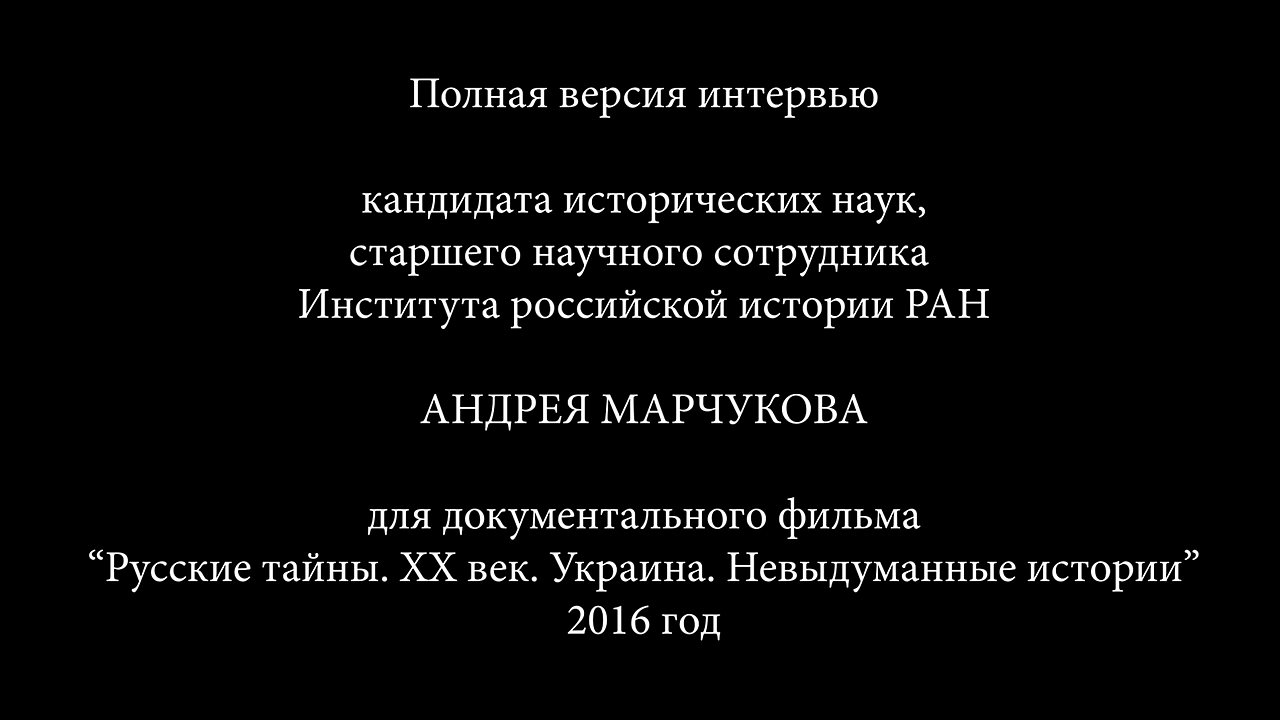 Полная версия интервью
кандидата исторических наук,
старшего научного сотрудника
Института российской истории РАН
АНДРЕЯ МАРЧУКОВА
для документального фильма
“Русские тайны. XX век. Украина. Невыдуманные истории”
2016 год